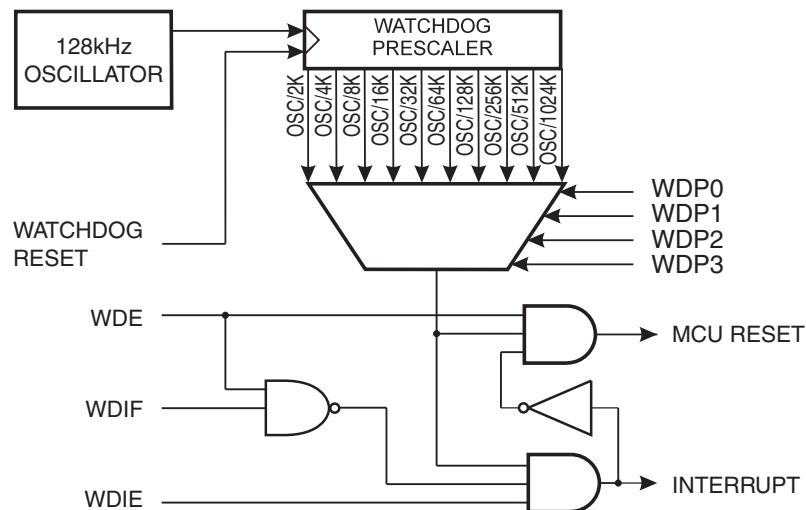 128kHz
OSCILLATOR
WATCHDOG
PRESCALER
OSC/2K
OSC/4K
OSC/8K
OSC/16K
OSC/32K
OSC/64K
OSC/128K
OSC/256K
OSC/512K
OSC/1024K
WDP0
WDP1
WDP2
WDP3
WATCHDOG
RESET
WDE
MCU RESET
WDIF
WDIE
INTERRUPT